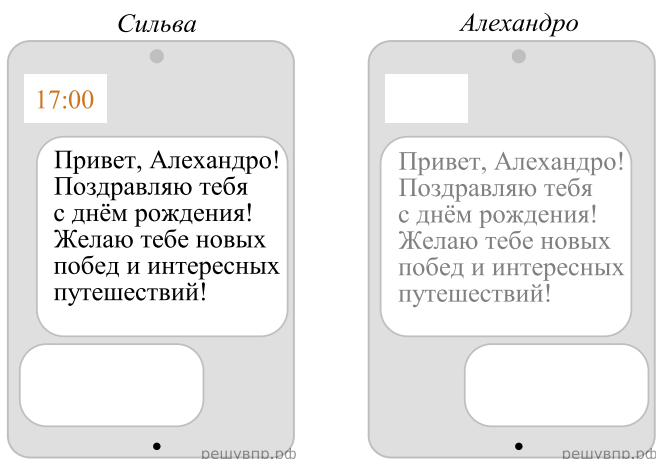 Сильва
17:00
Привет, Алехандро!
Поздравляю тебя
с днём рождения!
Желаю тебе новых
побед и интересных
путешествий!
решувпр.рф
Алехандро
Привет, Алехандро!
Поздравляю тебя
с днём рождения!
Желаю тебе новых
побед и интересных
путешествий!
решувпр.рф